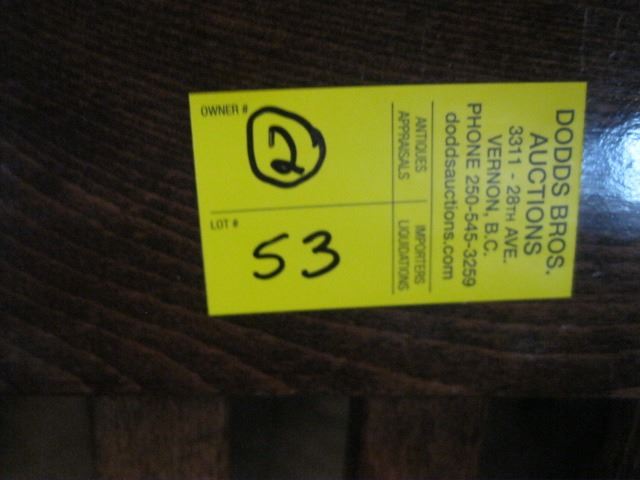 DODDS BROS.
AUCTIONS
3311 - 28TH AVE.
VERNON, B.C.
PHONE 250-545-3259
doddsauctions.com
ANTIQUES IMPORTERS
APPRAISALS LIQUIDATIONS
OWNER #
2
LOT #
53